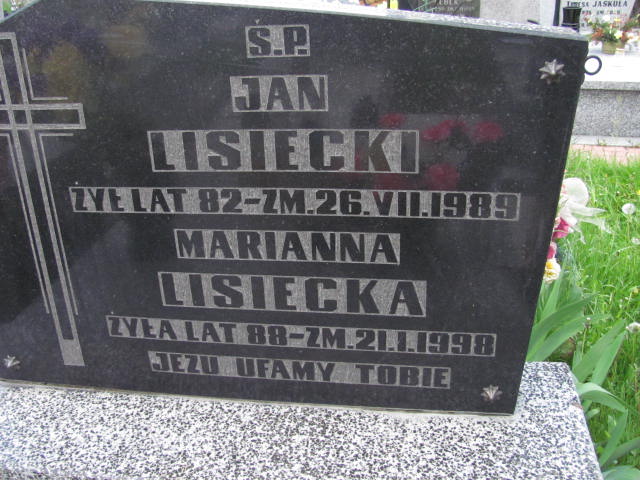 Ś.P.
JAN
LISIECKI
ŻYŁ LAT 82-ZM.26.VII.1989
MARIANNA
LISIECKA
ŻYŁA LAT 88-ZM.21.I.1998
JEZU UFAMY TOBIE
JASKUŁA